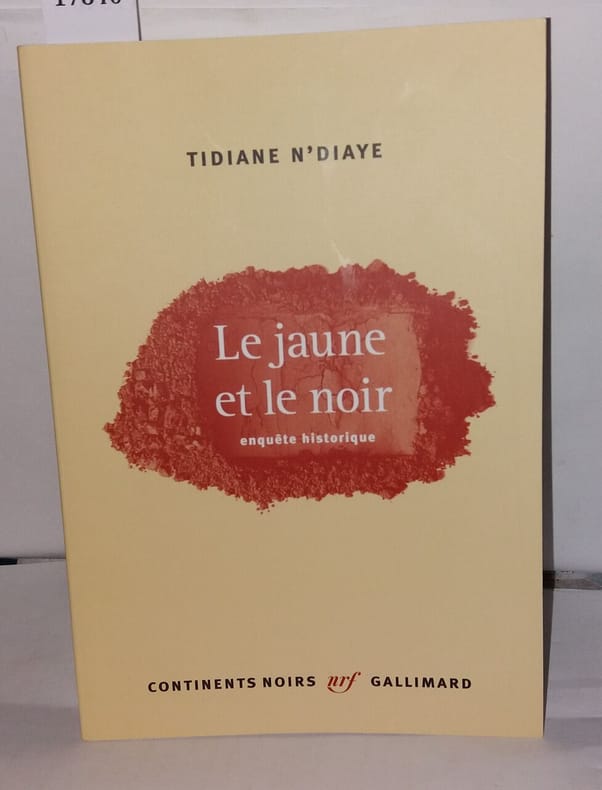 TIDIANE N'DIAYE
Le jaune
et le noir
enquête historique
CONTINENTS NOIRS nrf GALLIMARD